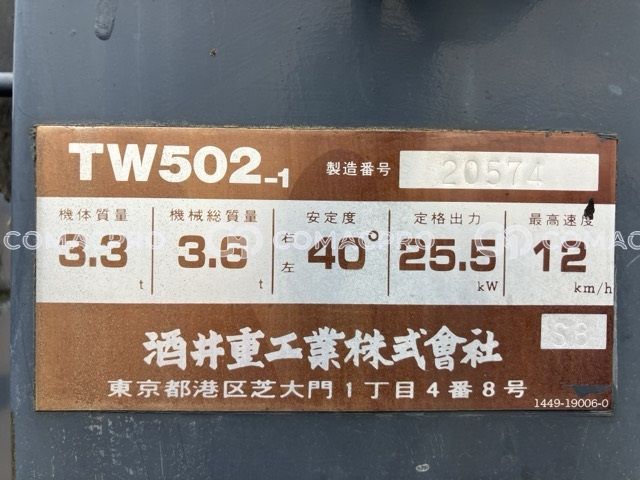 TW502-1 製造番号 20574
機体質量 機械総質量 安定度 定格出力 最高速度
3.3 t 3.6 t 右左 40° 25.5 kW 12 km/h
S8
酒井重工業株式會社
東京都港区芝大門1丁目4番8号
1449-19006-0
COMACPRO COMACPRO COMACPRO